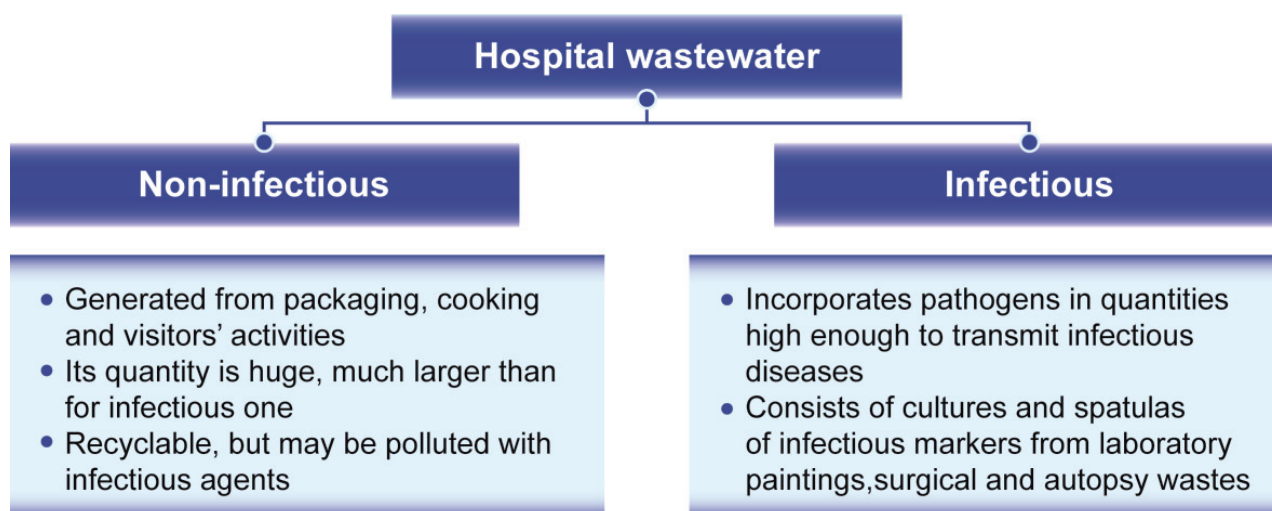 Hospital wastewater
Non-infectious
Infectious
• Generated from packaging, cooking
and visitors’ activities
• Its quantity is huge, much larger than
for infectious one
• Recyclable, but may be polluted with
infectious agents
• Incorporates pathogens in quantities
high enough to transmit infectious
diseases
• Consists of cultures and spatulas
of infectious markers from laboratory
paintings,surgical and autopsy wastes